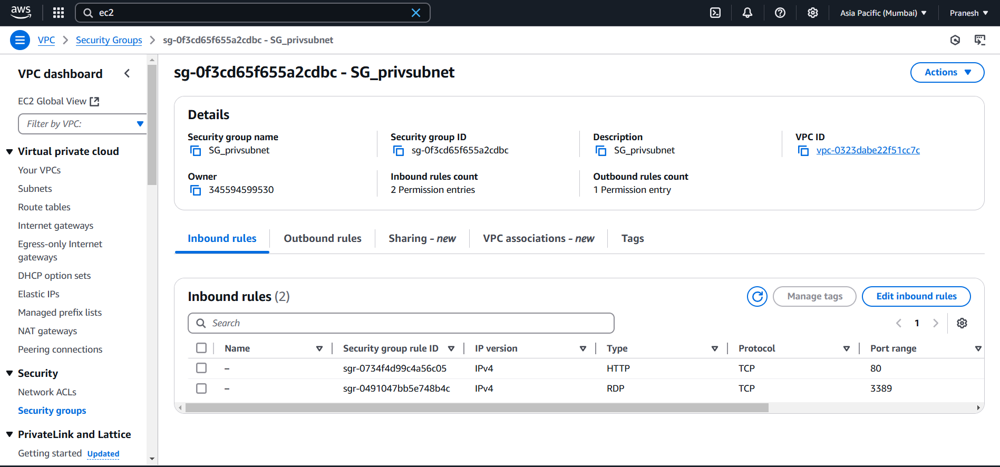 aws
ec2
Asia Pacific (Mumbai)
Pranesh
VPC
Security Groups
sg-0f3cd65f655a2cdbc - SG_privsubnet
VPC dashboard
EC2 Global View
Filter by VPC:
Virtual private cloud
Your VPCs
Subnets
Route tables
Internet gateways
Egress-only Internet
gateways
DHCP option sets
Elastic IPs
Managed prefix lists
NAT gateways
Peering connections
Security
Network ACLs
Security groups
PrivateLink and Lattice
Getting started Updated
sg-0f3cd65f655a2cdbc - SG_privsubnet
Actions
Details
Security group name
SG_privsubnet
Security group ID
sg-0f3cd65f655a2cdbc
Description
SG_privsubnet
VPC ID
vpc-0323dabe22f51cc7c
Owner
345594599530
Inbound rules count
2 Permission entries
Outbound rules count
1 Permission entry
Inbound rules
Outbound rules
Sharing - new
VPC associations - new
Tags
Inbound rules (2)
Manage tags
Edit inbound rules
Search
1
Name Security group rule ID IP version Type Protocol Port range
– sgr-0734f4d99c4a56c05 IPv4 HTTP TCP 80
– sgr-0491047bb5e748b4c IPv4 RDP TCP 3389